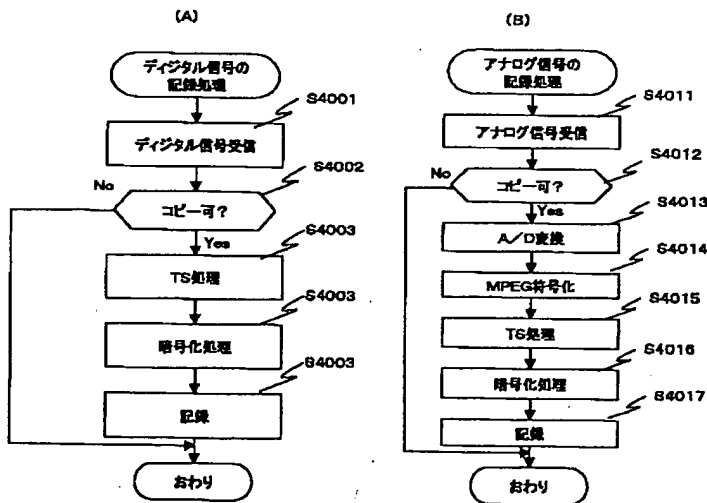 (A)
ディジタル信号の
記録処理
S4001
ディジタル信号受信
S4002
No
コピー可?
Yes
S4003
TS処理
S4003
暗号化処理
S4003
記録
おわり
(B)
アナログ信号の
記録処理
S4011
アナログ信号受信
S4012
No
コピー可?
Yes
S4013
A/D変換
S4014
MPEG符号化
S4015
TS処理
S4016
暗号化処理
S4017
記録
おわり